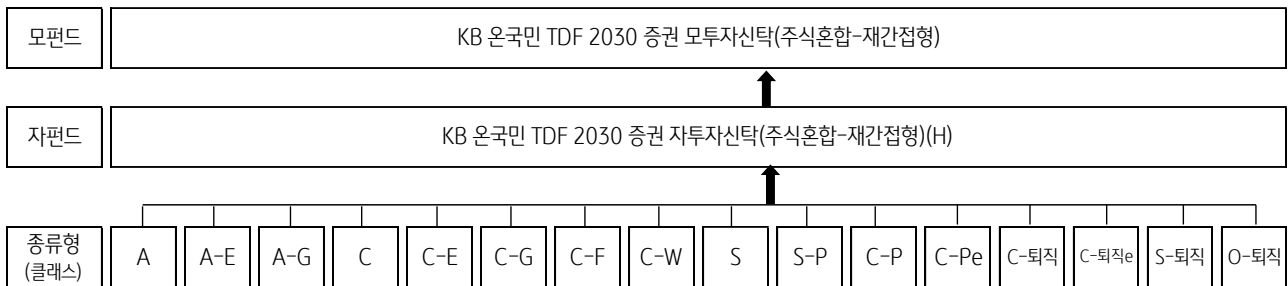 모펀드
KB 온국민 TDF 2030 증권 모투자신탁(주식혼합-재간접형)
자펀드
KB 온국민 TDF 2030 증권 자투자신탁(주식혼합-재간접형)(H)
종류형
(클래스)
A
A-E
A-G
C
C-E
C-G
C-F
C-W
S
S-P
C-P
C-Pe
C-퇴직
C-퇴직e
S-퇴직
O-퇴직